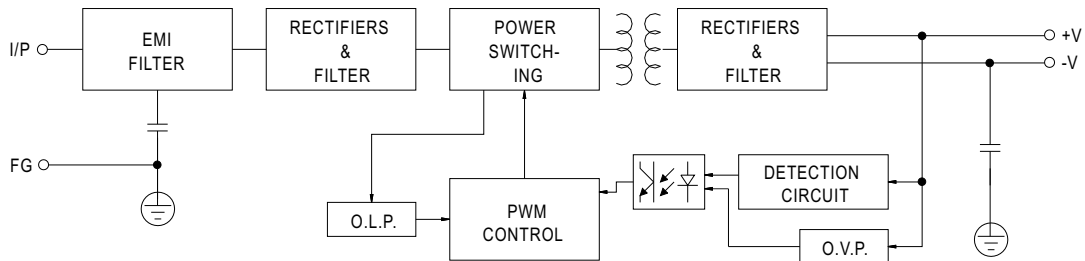 I/P
EMI
FILTER
RECTIFIERS
&
FILTER
POWER
SWITCH-
ING
RECTIFIERS
&
FILTER
+V
-V
FG
O.L.P.
PWM
CONTROL
DETECTION
CIRCUIT
O.V.P.